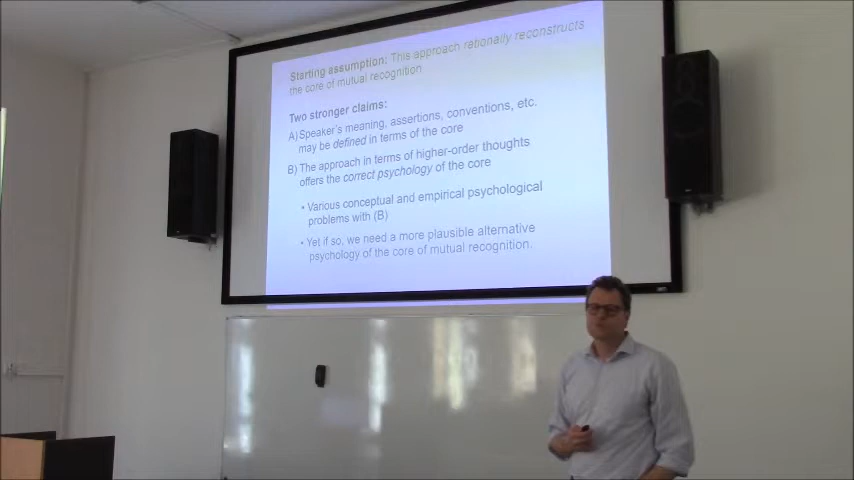 Starting assumption: This approach rationally reconstructs
the core of mutual recognition
Two stronger claims:
A) Speaker's meaning, assertions, conventions, etc.
may be defined in terms of the core
B) The approach in terms of higher-order thoughts
offers the correct psychology of the core
• Various conceptual and empirical psychological
problems with (B)
• Yet if so, we need a more plausible alternative
psychology of the core of mutual recognition.